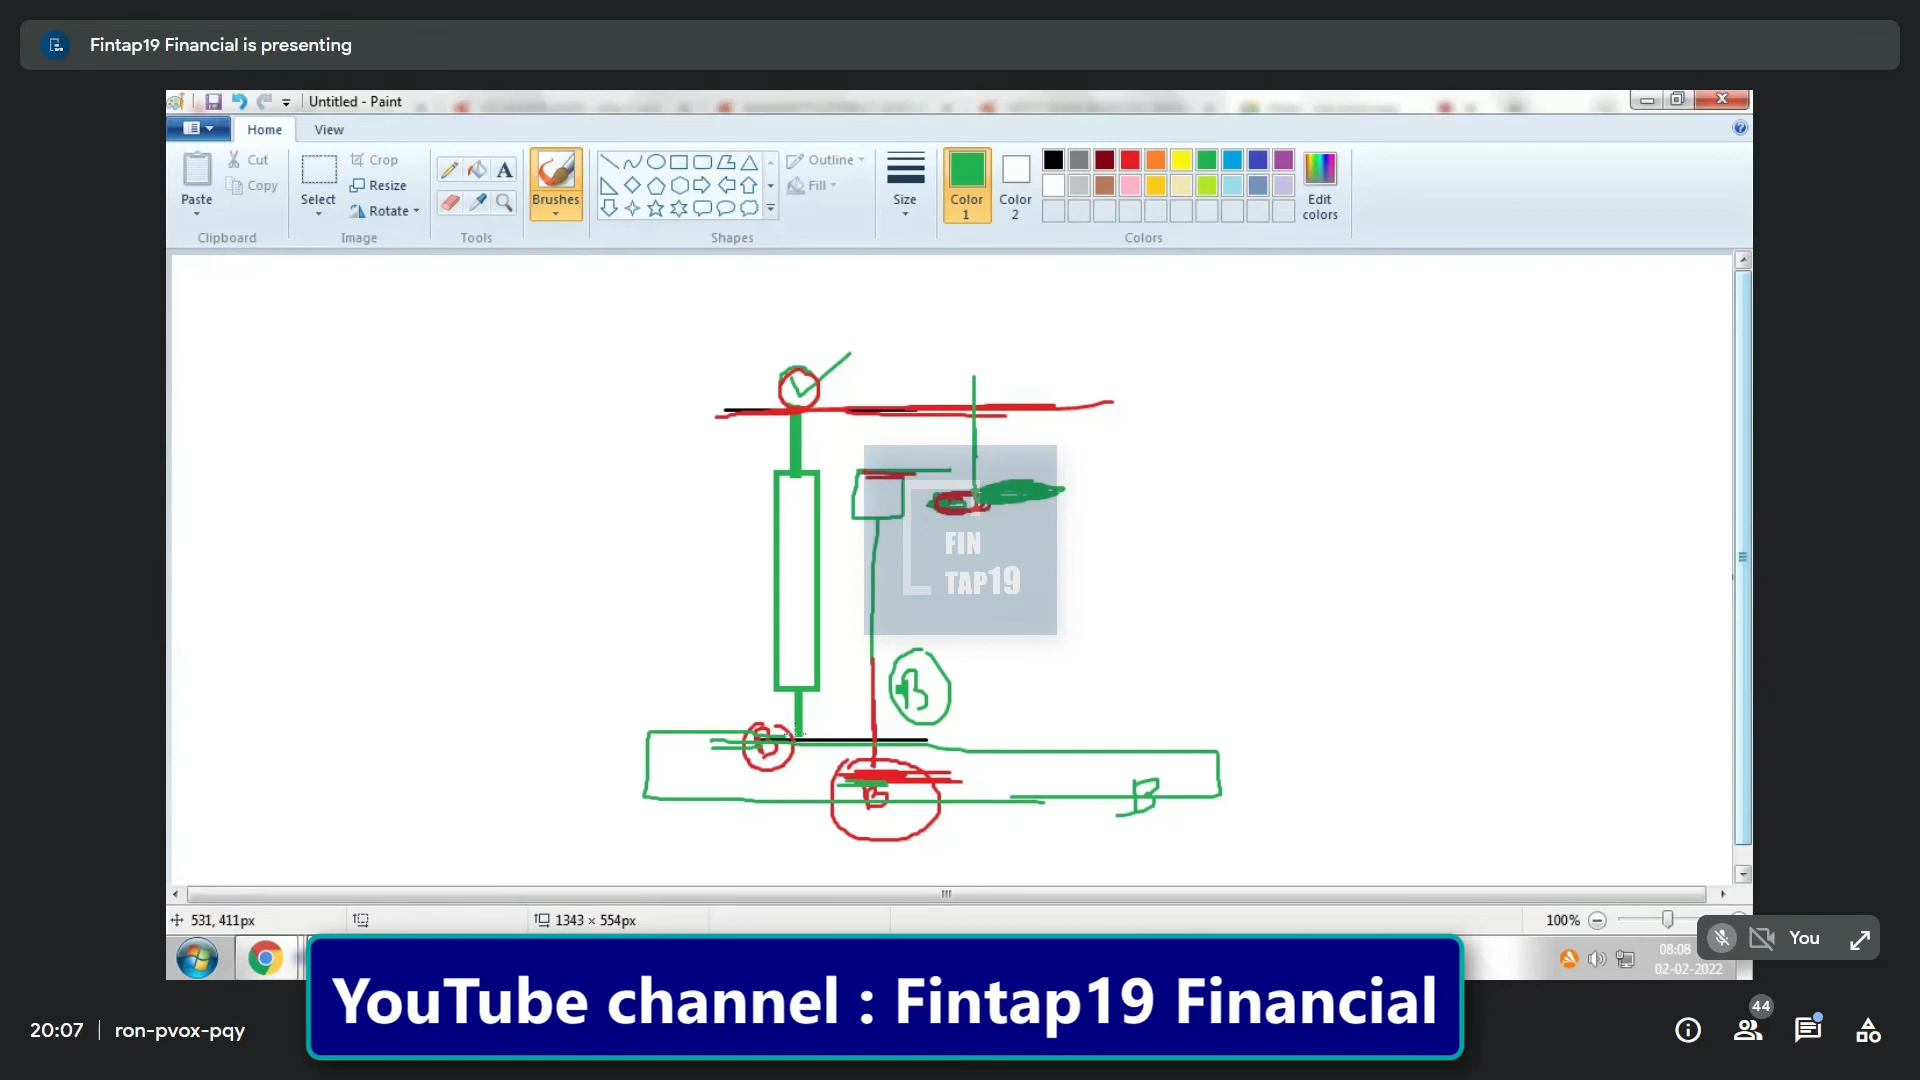 Fintap19 Financial is presenting
Untitled - Paint
Home View
Cut
Copy
Paste
Clipboard
Crop
Resize
Rotate
Select
Image
A
Tools
Brushes
Shapes
Outline
Fill
Size
Color 1
Color 2
Edit colors
Colors
FIN
TAP19
B
B
B
B
531, 411px
1343 × 554px
100%
You
08:08
02-02-2022
YouTube channel : Fintap19 Financial
20:07 | ron-pvox-pqy
44